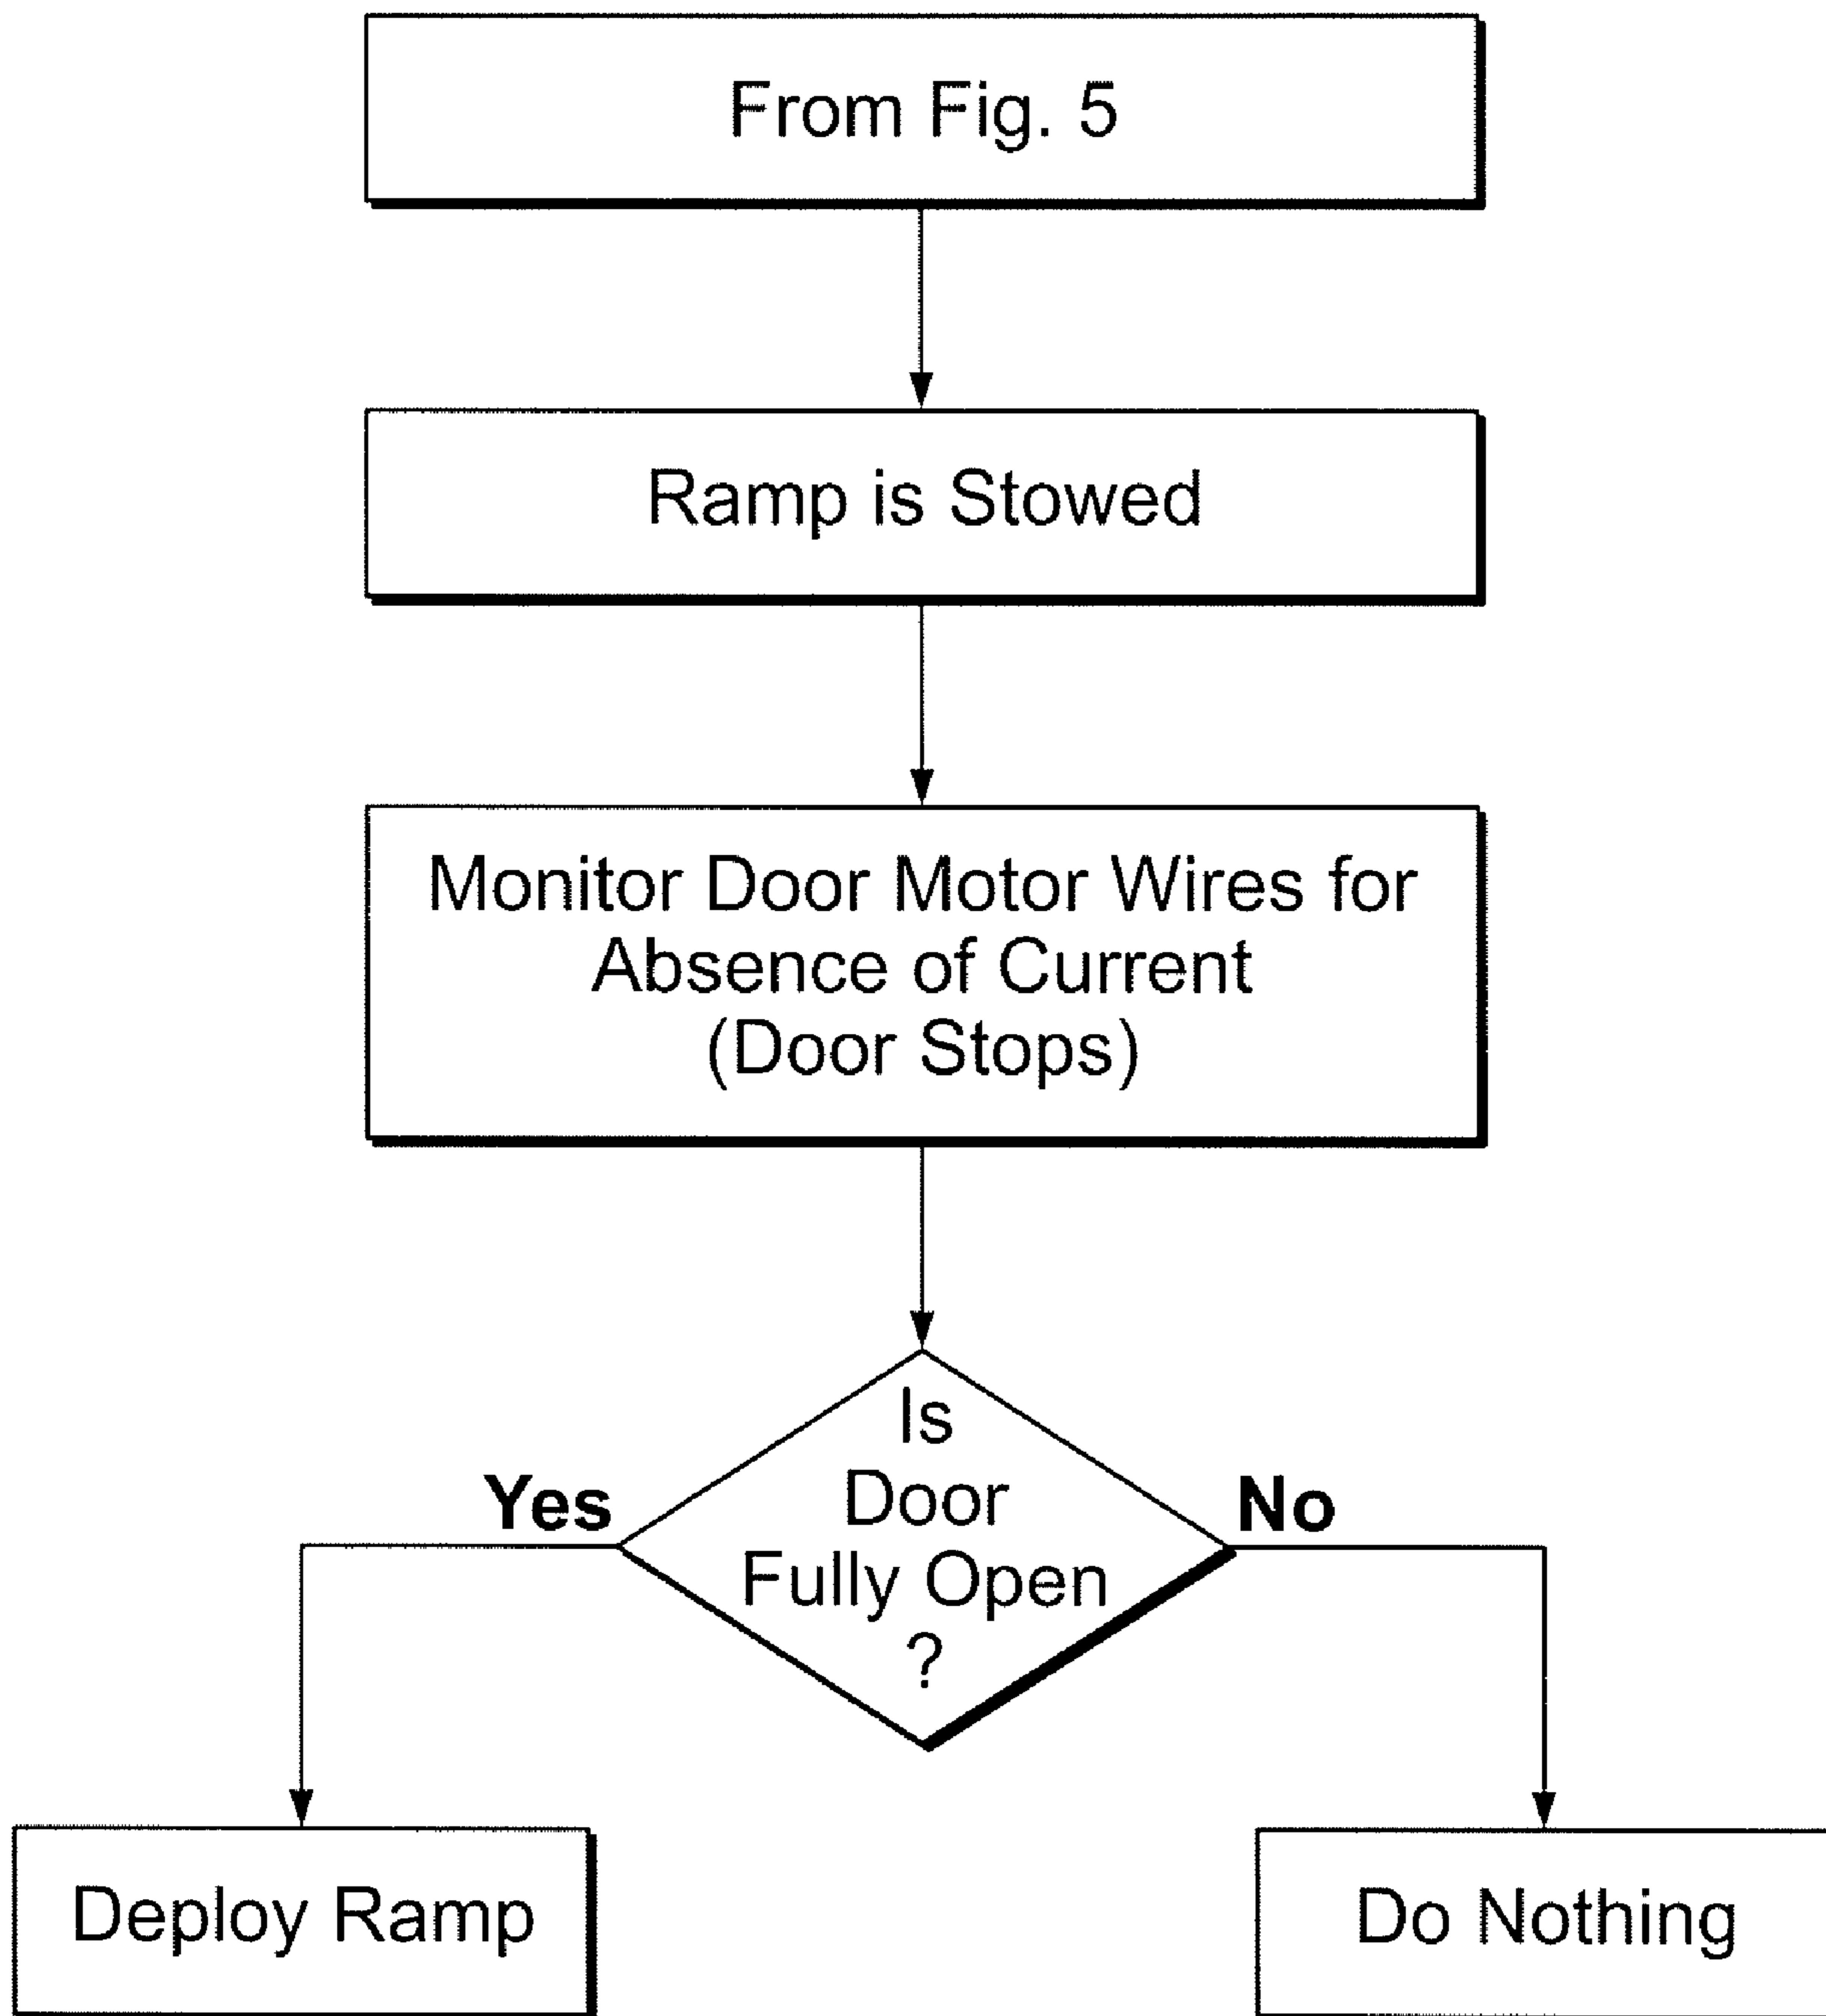 From Fig. 5
Ramp is Stowed
Monitor Door Motor Wires for
Absence of Current
(Door Stops)
Is
Door
Fully Open
?
Yes
No
Deploy Ramp
Do Nothing